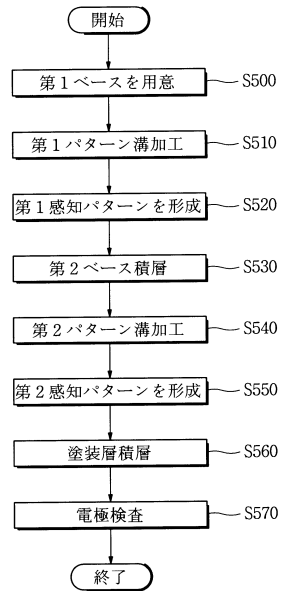 開始
第1ベースを用意 S500
第1パターン溝加工 S510
第1感知パターンを形成 S520
第2ベース積層 S530
第2パターン溝加工 S540
第2感知パターンを形成 S550
塗装層積層 S560
電極検査 S570
終了